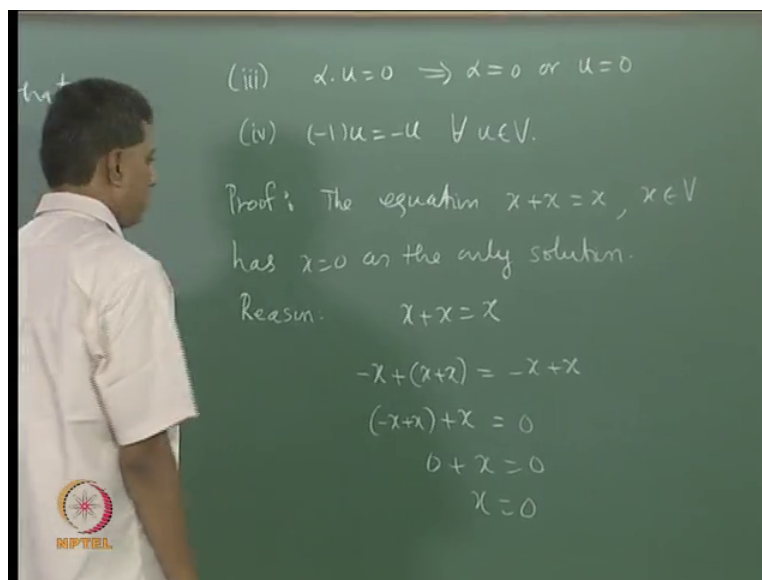 that
(iii) α.u=0 ⇒ α=0 or u=0
(iv) (-1)u=-u ∀ u∈V.
Proof: The equation x+x=x, x∈V
has x=0 as the only solution.
Reason: x+x=x
-x+(x+x) = -x+x
(-x+x)+x = 0
0+x=0
x=0
NPTEL